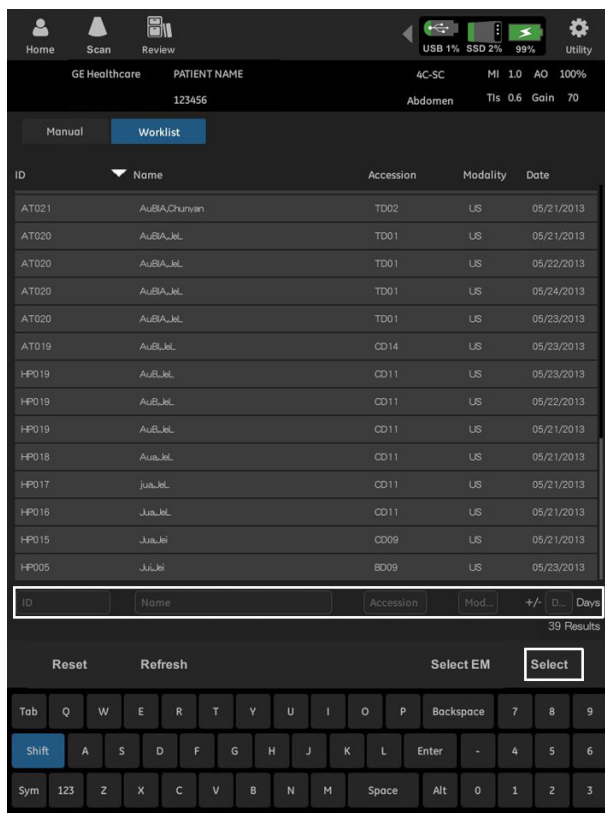 Home Scan Review USB 1% SSD 2% 99% Utility
GE Healthcare PATIENT NAME 4C-SC MI 1.0 AO 100%
123456 Abdomen TIs 0.6 Gain 70
Manual Worklist
ID Name Accession Modality Date
AT021 AuBIA,Chunyan TD02 US 05/21/2013
AT020 AuBIA,JeL TD01 US 05/21/2013
AT020 AuBIA,JeL TD01 US 05/22/2013
AT020 AuBIA,JeL TD01 US 05/24/2013
AT020 AuBIA,JeL TD01 US 05/23/2013
AT019 AuBI,JeL CD14 US 05/23/2013
HP019 AuB,JeL CD11 US 05/23/2013
HP019 AuB,JeL CD11 US 05/22/2013
HP019 AuB,JeL CD11 US 05/21/2013
HP018 Aua,JeL CD11 US 05/21/2013
HP017 jua,JeL CD11 US 05/21/2013
HP016 Jua,JeL CD11 US 05/21/2013
HP015 Jua,Jei CD09 US 05/21/2013
HP005 Jui,Jei BD09 US 05/23/2013
ID Name Accession Mod... +/- D... Days
39 Results
Reset Refresh Select EM Select
Tab Q W E R T Y U I O P Backspace 7 8 9
Shift A S D F G H J K L Enter - 4 5 6
Sym 123 Z X C V B N M Space Alt 0 1 2 3